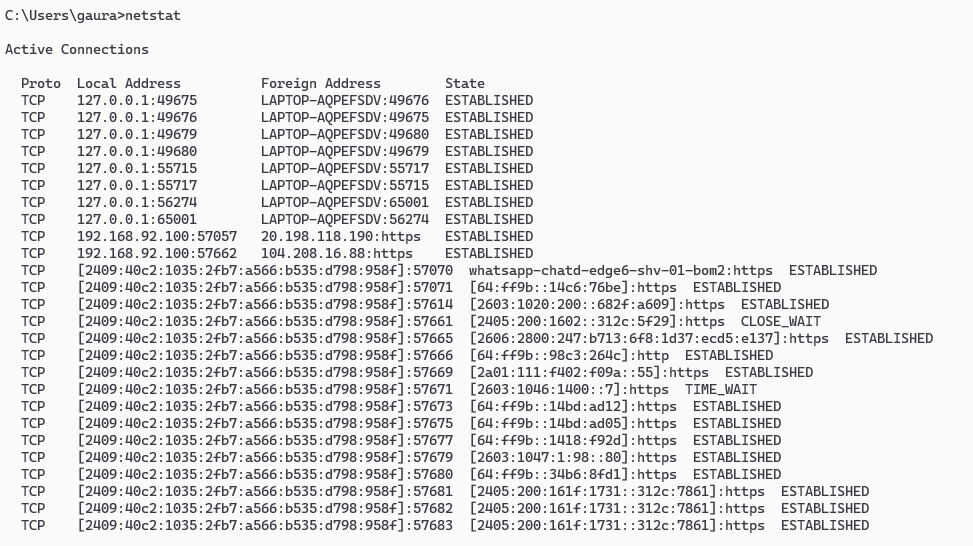 C:\Users\gaura>netstat
Active Connections
Proto  Local Address          Foreign Address        State
TCP    127.0.0.1:49675        LAPTOP-AQPEFSDV:49676  ESTABLISHED
TCP    127.0.0.1:49676        LAPTOP-AQPEFSDV:49675  ESTABLISHED
TCP    127.0.0.1:49679        LAPTOP-AQPEFSDV:49680  ESTABLISHED
TCP    127.0.0.1:49680        LAPTOP-AQPEFSDV:49679  ESTABLISHED
TCP    127.0.0.1:55715        LAPTOP-AQPEFSDV:55717  ESTABLISHED
TCP    127.0.0.1:55717        LAPTOP-AQPEFSDV:55715  ESTABLISHED
TCP    127.0.0.1:56274        LAPTOP-AQPEFSDV:65001  ESTABLISHED
TCP    127.0.0.1:65001        LAPTOP-AQPEFSDV:56274  ESTABLISHED
TCP    192.168.92.100:57057   20.198.118.190:https   ESTABLISHED
TCP    192.168.92.100:57662   104.208.16.88:https    ESTABLISHED
TCP    [2409:40c2:1035:2fb7:a566:b535:d798:958f]:57070  whatsapp-chatd-edge6-shv-01-bom2:https  ESTABLISHED
TCP    [2409:40c2:1035:2fb7:a566:b535:d798:958f]:57071  [64:ff9b::14c6:76be]:https  ESTABLISHED
TCP    [2409:40c2:1035:2fb7:a566:b535:d798:958f]:57614  [2603:1020:200::682f:a609]:https  ESTABLISHED
TCP    [2409:40c2:1035:2fb7:a566:b535:d798:958f]:57661  [2405:200:1602::312c:5f29]:https  CLOSE_WAIT
TCP    [2409:40c2:1035:2fb7:a566:b535:d798:958f]:57665  [2606:2800:247:b713:6f8:1d37:ecd5:e137]:https  ESTABLISHED
TCP    [2409:40c2:1035:2fb7:a566:b535:d798:958f]:57666  [64:ff9b::98c3:264c]:http  ESTABLISHED
TCP    [2409:40c2:1035:2fb7:a566:b535:d798:958f]:57669  [2a01:111:f402:f09a::55]:https  ESTABLISHED
TCP    [2409:40c2:1035:2fb7:a566:b535:d798:958f]:57671  [2603:1046:1400::7]:https  TIME_WAIT
TCP    [2409:40c2:1035:2fb7:a566:b535:d798:958f]:57673  [64:ff9b::14bd:ad12]:https  ESTABLISHED
TCP    [2409:40c2:1035:2fb7:a566:b535:d798:958f]:57675  [64:ff9b::14bd:ad05]:https  ESTABLISHED
TCP    [2409:40c2:1035:2fb7:a566:b535:d798:958f]:57677  [64:ff9b::1418:f92d]:https  ESTABLISHED
TCP    [2409:40c2:1035:2fb7:a566:b535:d798:958f]:57679  [2603:1047:1:98::80]:https  ESTABLISHED
TCP    [2409:40c2:1035:2fb7:a566:b535:d798:958f]:57680  [64:ff9b::34b6:8fd1]:https  ESTABLISHED
TCP    [2409:40c2:1035:2fb7:a566:b535:d798:958f]:57681  [2405:200:161f:1731::312c:7861]:https  ESTABLISHED
TCP    [2409:40c2:1035:2fb7:a566:b535:d798:958f]:57682  [2405:200:161f:1731::312c:7861]:https  ESTABLISHED
TCP    [2409:40c2:1035:2fb7:a566:b535:d798:958f]:57683  [2405:200:161f:1731::312c:7861]:https  ESTABLISHED